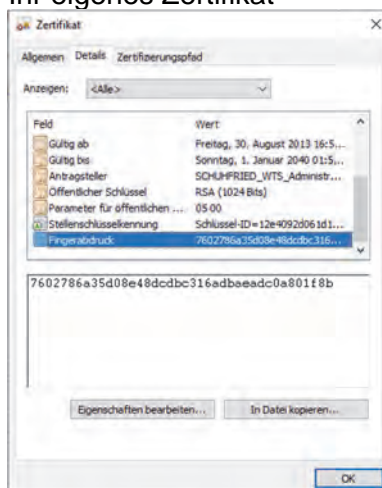 Ihr eigenes Zertifikat
Zertifikat
Allgemein Details Zertifizierungspfad
Anzeigen: <Alle>
Feld Wert
Gültig ab Freitag, 30. August 2013 16:5...
Gültig bis Sonntag, 1. Januar 2040 01:5...
Antragsteller SCHUHFRIED_WTS_Administr...
Öffentlicher Schlüssel RSA (1024 Bits)
Parameter für öffentlichen ... 05 00
Stellenschlüsselkennung Schlüssel-ID=12e4092d061d1...
Fingerabdruck 7602786a35d08e48dcdbc316...
7602786a35d08e48dcdbc316adbaeadc0a801f8b
Eigenschaften bearbeiten... In Datei kopieren...
OK